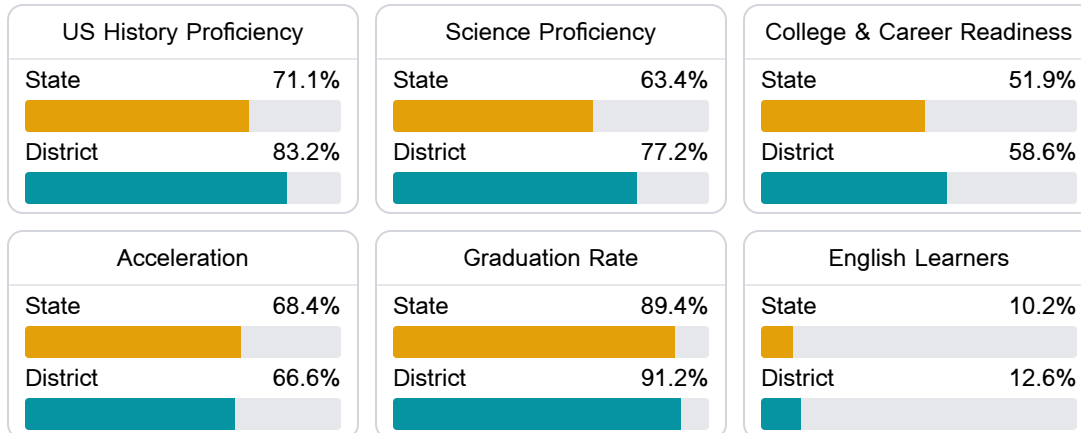 US History Proficiency
State 71.1%
District 83.2%
Science Proficiency
State 63.4%
District 77.2%
College & Career Readiness
State 51.9%
District 58.6%
Acceleration
State 68.4%
District 66.6%
Graduation Rate
State 89.4%
District 91.2%
English Learners
State 10.2%
District 12.6%